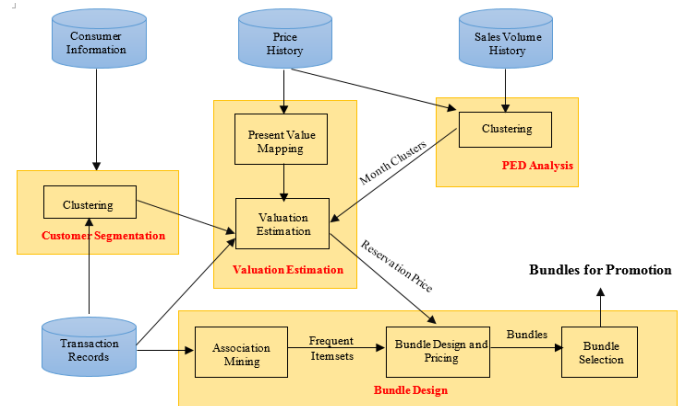 Consumer
Information
Price
History
Sales Volume
History
Present Value
Mapping
Clustering
PED Analysis
Month Clusters
Clustering
Customer Segmentation
Valuation
Estimation
Valuation Estimation
Reservation Price
Bundles for Promotion
Transaction
Records
Association
Mining
Frequent
Itemsets
Bundle Design and
Pricing
Bundles
Bundle
Selection
Bundle Design